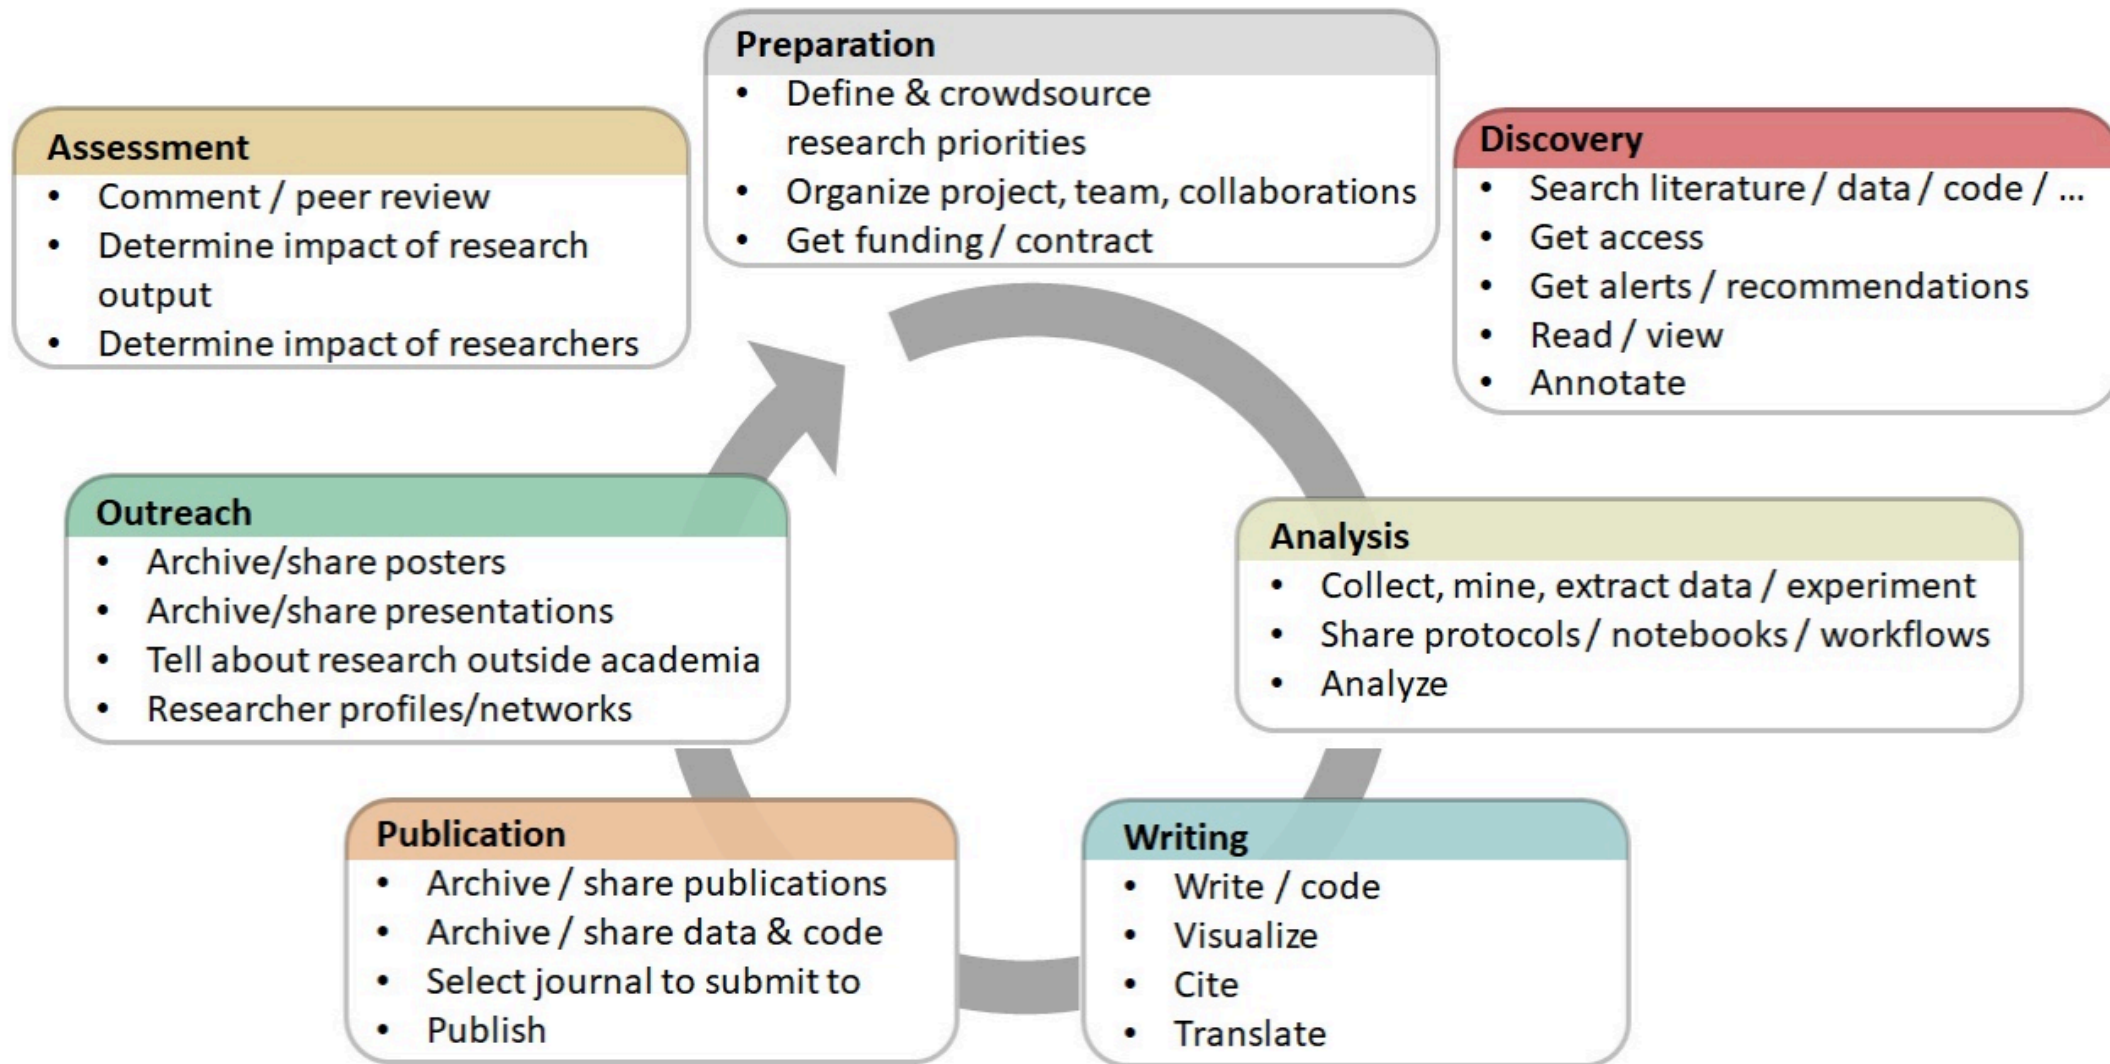 Preparation
• Define & crowdsource
research priorities
• Organize project, team, collaborations
• Get funding / contract
Discovery
• Search literature / data / code / ...
• Get access
• Get alerts / recommendations
• Read / view
• Annotate
Analysis
• Collect, mine, extract data / experiment
• Share protocols / notebooks / workflows
• Analyze
Writing
• Write / code
• Visualize
• Cite
• Translate
Publication
• Archive / share publications
• Archive / share data & code
• Select journal to submit to
• Publish
Outreach
• Archive/share posters
• Archive/share presentations
• Tell about research outside academia
• Researcher profiles/networks
Assessment
• Comment / peer review
• Determine impact of research
output
• Determine impact of researchers